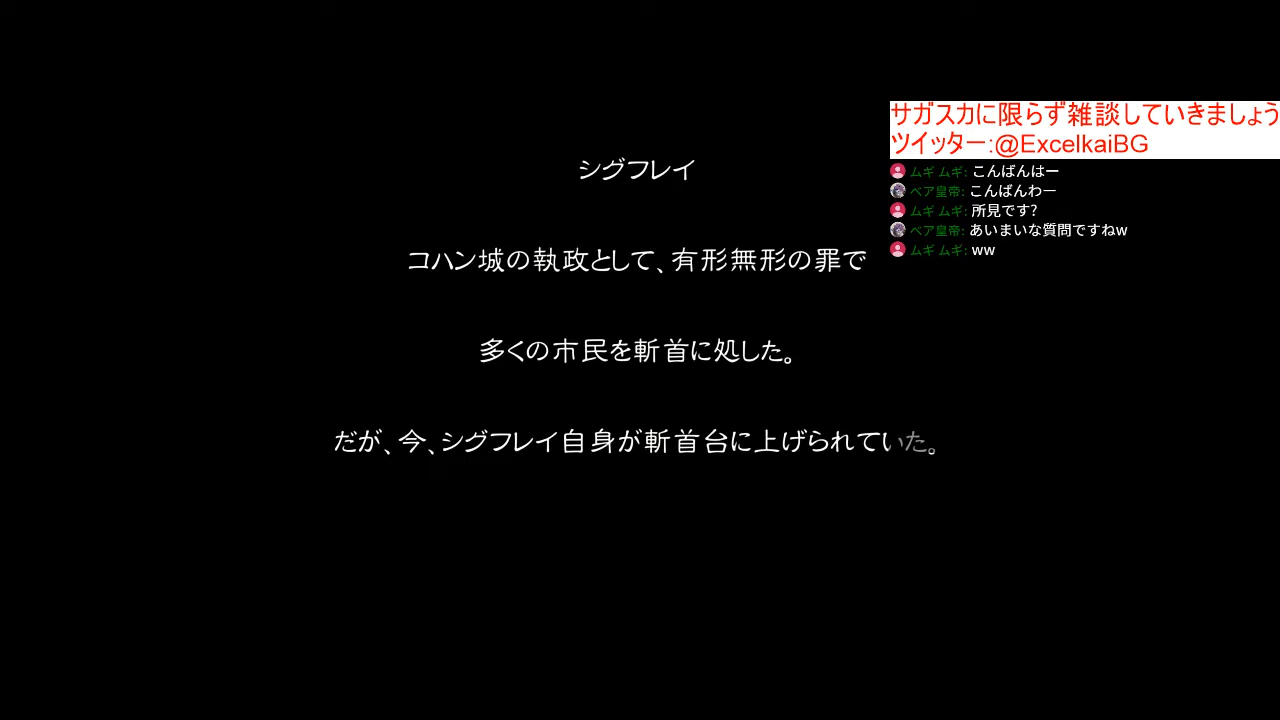 シグフレイ
コハン城の執政として、有形無形の罪で
多くの市民を斬首に処した。
だが、今、シグフレイ自身が斬首台に上げられていた。
サガスカに限らず雑談していきましょう
ツイッター:@ExcelkaiBG
ムギ ムギ: こんばんはー
ベア皇帝: こんばんわー
ムギ ムギ: 所見です?
ベア皇帝: あいまいな質問ですねw
ムギ ムギ: ww